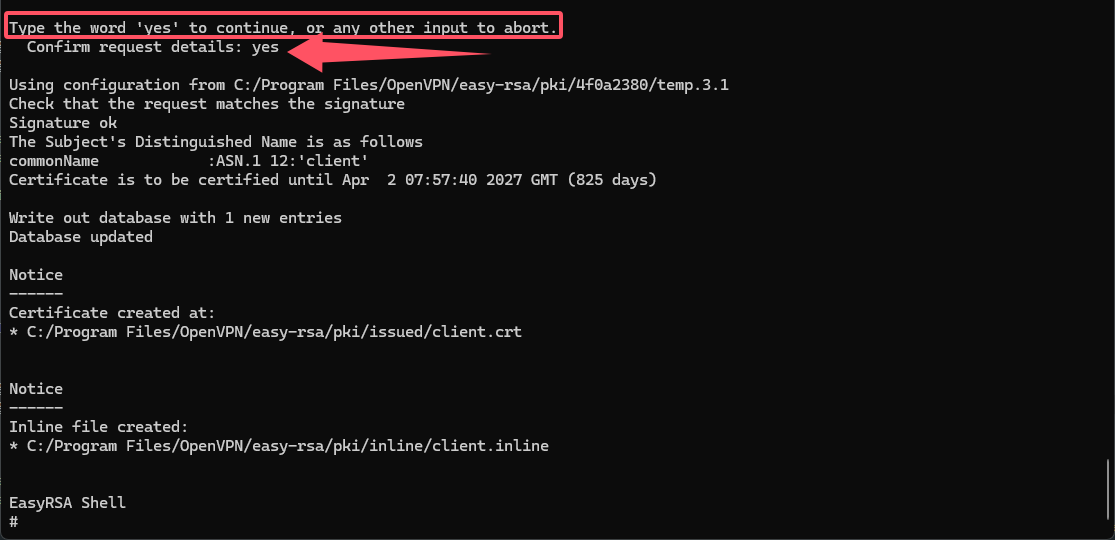 Type the word 'yes' to continue, or any other input to abort.
  Confirm request details: yes
Using configuration from C:/Program Files/OpenVPN/easy-rsa/pki/4f0a2380/temp.3.1
Check that the request matches the signature
Signature ok
The Subject's Distinguished Name is as follows
commonName            :ASN.1 12:'client'
Certificate is to be certified until Apr  2 07:57:40 2027 GMT (825 days)
Write out database with 1 new entries
Database updated
Notice
------
Certificate created at:
* C:/Program Files/OpenVPN/easy-rsa/pki/issued/client.crt
Notice
------
Inline file created:
* C:/Program Files/OpenVPN/easy-rsa/pki/inline/client.inline
EasyRSA Shell
#